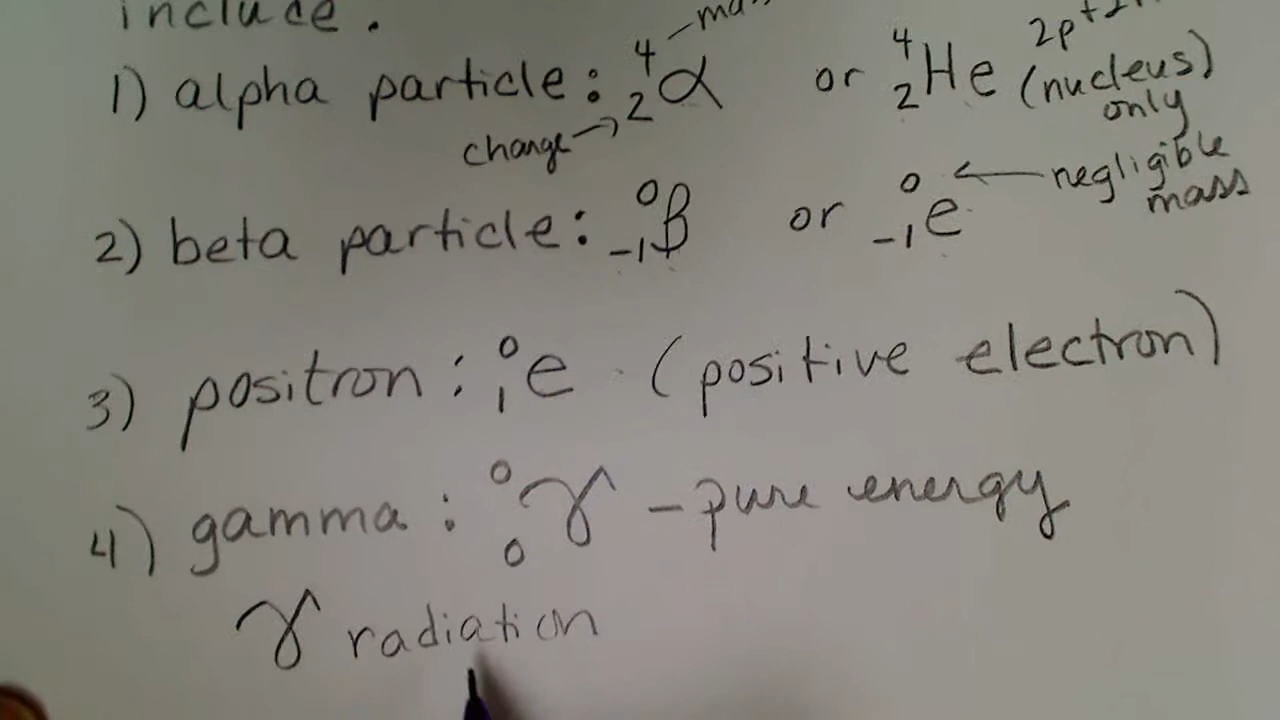 include.
1) alpha particle: ⁴₂α or ⁴₂He (nucleus)
only
change →
2) beta particle: ⁰₋₁β or ⁰₋₁e ← negligible
mass
3) positron: ⁰₁e (positive electron)
4) gamma: ⁰₀γ - pure energy
γ radiation